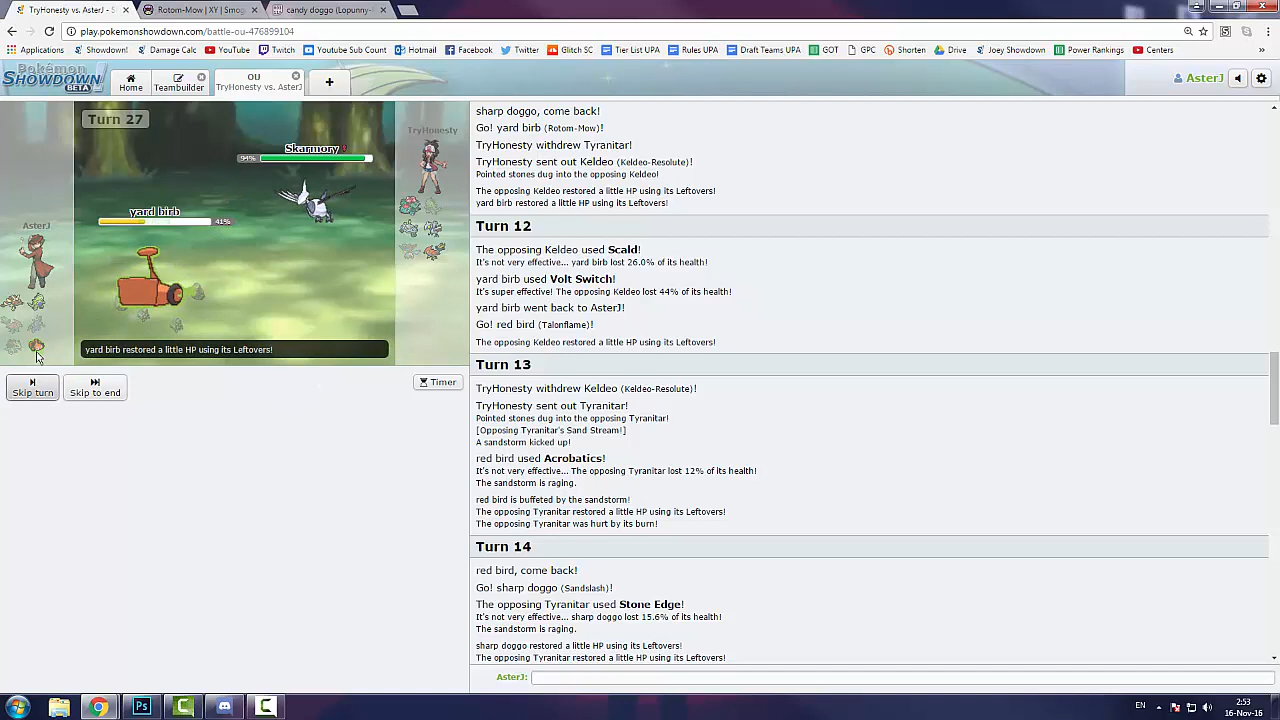 TryHonesty vs. AsterJ - 
Rotom-Mow | XY | Smog
candy doggo (Lopunny-
play.pokemonshowdown.com/battle-ou-476899104
Applications
Showdown!
Damage Calc
YouTube
Twitch
Youtube Sub Count
Hotmail
Facebook
Twitter
Glitch SC
Tier List UPA
Rules UPA
Draft Teams UPA
GOT
GPC
Shorten
Drive
Joey Showdown
Power Rankings
Centers
Pokémon
SHOWDOWN
BETA
Home
Teambuilder
OU
TryHonesty vs. AsterJ
+
AsterJ
Turn 27
Skarmory
94%
yard birb
41%
TryHonesty
AsterJ
yard birb restored a little HP using its Leftovers!
Skip turn
Skip to end
Timer
sharp doggo, come back!
Go! yard birb (Rotom-Mow)!
TryHonesty withdrew Tyranitar!
TryHonesty sent out Keldeo (Keldeo-Resolute)!
Pointed stones dug into the opposing Keldeo!
The opposing Keldeo restored a little HP using its Leftovers!
yard birb restored a little HP using its Leftovers!
Turn 12
The opposing Keldeo used Scald!
It's not very effective... yard birb lost 26.0% of its health!
yard birb used Volt Switch!
It's super effective! The opposing Keldeo lost 44% of its health!
yard birb went back to AsterJ!
Go! red bird (Talonflame)!
The opposing Keldeo restored a little HP using its Leftovers!
Turn 13
TryHonesty withdrew Keldeo (Keldeo-Resolute)!
TryHonesty sent out Tyranitar!
Pointed stones dug into the opposing Tyranitar!
[Opposing Tyranitar's Sand Stream!]
A sandstorm kicked up!
red bird used Acrobatics!
It's not very effective... The opposing Tyranitar lost 12% of its health!
The sandstorm is raging.
red bird is buffeted by the sandstorm!
The opposing Tyranitar restored a little HP using its Leftovers!
The opposing Tyranitar was hurt by its burn!
Turn 14
red bird, come back!
Go! sharp doggo (Sandslash)!
The opposing Tyranitar used Stone Edge!
It's not very effective... sharp doggo lost 15.6% of its health!
The sandstorm is raging.
sharp doggo restored a little HP using its Leftovers!
The opposing Tyranitar restored a little HP using its Leftovers!
AsterJ:
Ps
EN
2:53
16-Nov-16